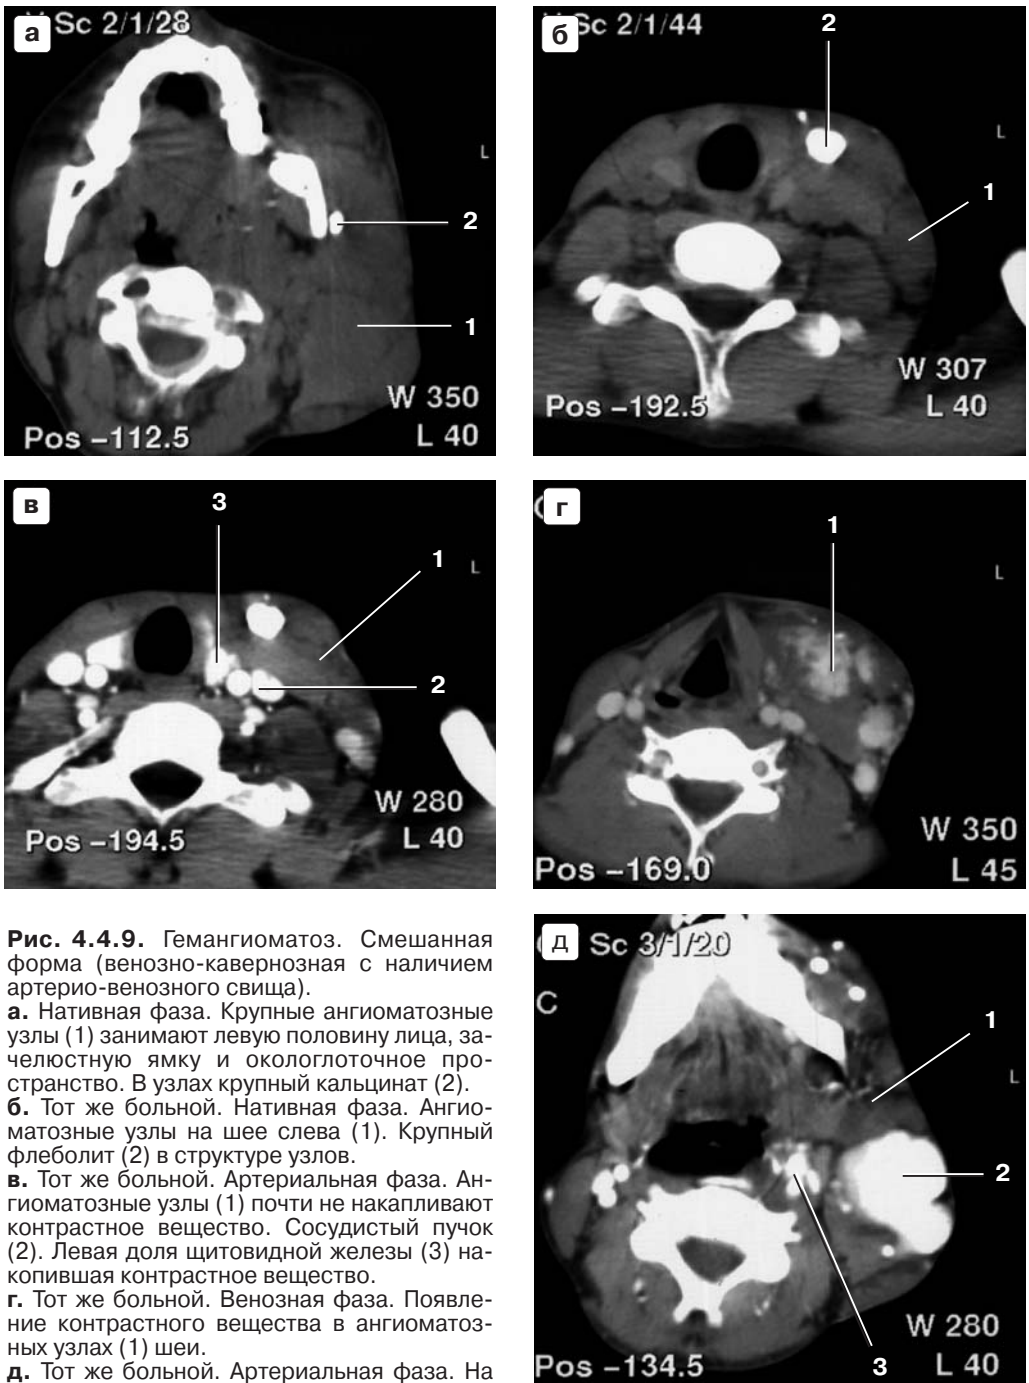 а
Sc 2/1/28
2
1
L
W 350
L 40
Pos -112.5
б
Sc 2/1/44
2
1
L
W 307
L 40
Pos -192.5
в
3
1
2
L
W 280
L 40
Pos -194.5
г
1
L
W 350
L 45
Pos -169.0
Рис. 4.4.9. Гемангиоматоз. Смешанная
форма (венозно-кавернозная с наличием
артерио-венозного свища).
а. Нативная фаза. Крупные ангиоматозные
узлы (1) занимают левую половину лица, за-
челюстную ямку и окологлоточное про-
странство. В узлах крупный кальцинат (2).
б. Тот же больной. Нативная фаза. Ангио-
матозные узлы на шее слева (1). Крупный
флеболит (2) в структуре узлов.
в. Тот же больной. Артериальная фаза. Ан-
гиоматозные узлы (1) почти не накапливают
контрастное вещество. Сосудистый пучок
(2). Левая доля щитовидной железы (3) на-
копившая контрастное вещество.
г. Тот же больной. Венозная фаза. Появле-
ние контрастного вещества в ангиоматоз-
ных узлах (1) шеи.
д. Тот же больной. Артериальная фаза. На
д
Sc 3/1/20
C
1
L
2
3
W 280
L 40
Pos -134.5